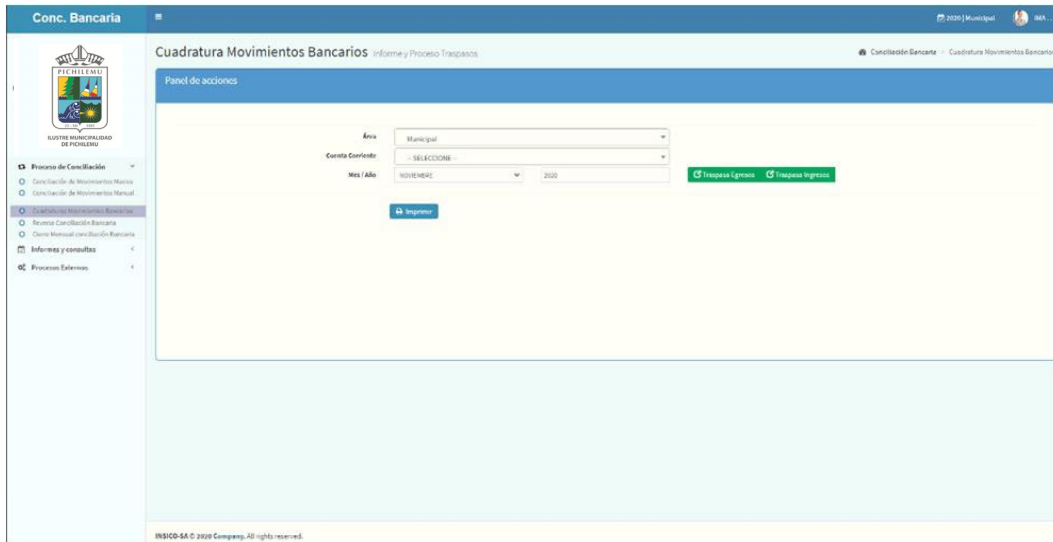 Conc. Bancaria
2020 | Municipal
IMA ...
PICHILEMU
ILUSTRE MUNICIPALIDAD
DE PICHILEMU
Proceso de Conciliación
Conciliación de Movimientos Masiva
Conciliación de Movimientos Manual
Cuadratura Movimientos Bancarios
Reversa Conciliación Bancaria
Cierre Mensual conciliación Bancaria
Informes y consultas
Procesos Externos
Cuadratura Movimientos Bancarios Informe y Proceso Traspasos
Conciliación Bancaria > Cuadratura Movimientos Bancarios
Panel de acciones
Área
Municipal
Cuenta Corriente
-- SELECCIONE --
Mes / Año
NOVIEMBRE
2020
Traspaso Egresos
Traspaso Ingresos
Imprimir
INSICO-SA © 2020 Company. All rights reserved.